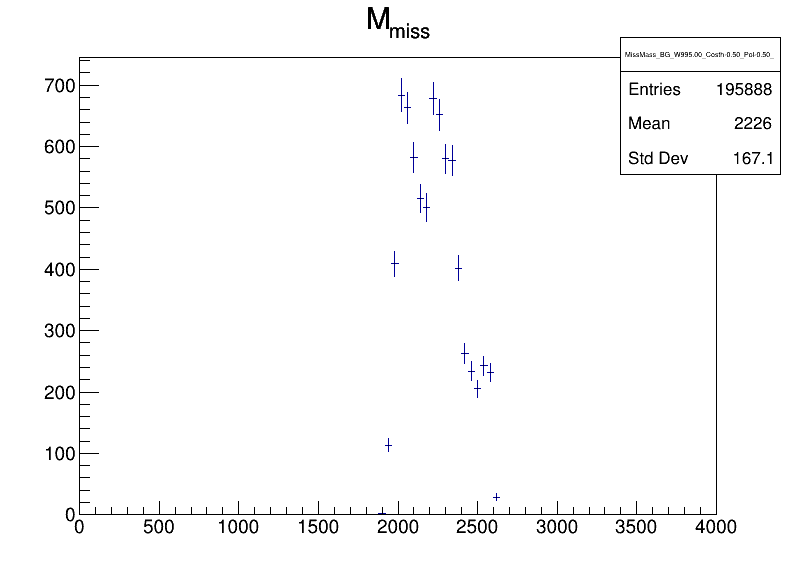 M_miss
MissMass_BG_W995.00_Costh-0.50_Pol-0.50_
Entries 195888
Mean 2226
Std Dev 167.1
700
600
500
400
300
200
100
0
0 500 1000 1500 2000 2500 3000 3500 4000